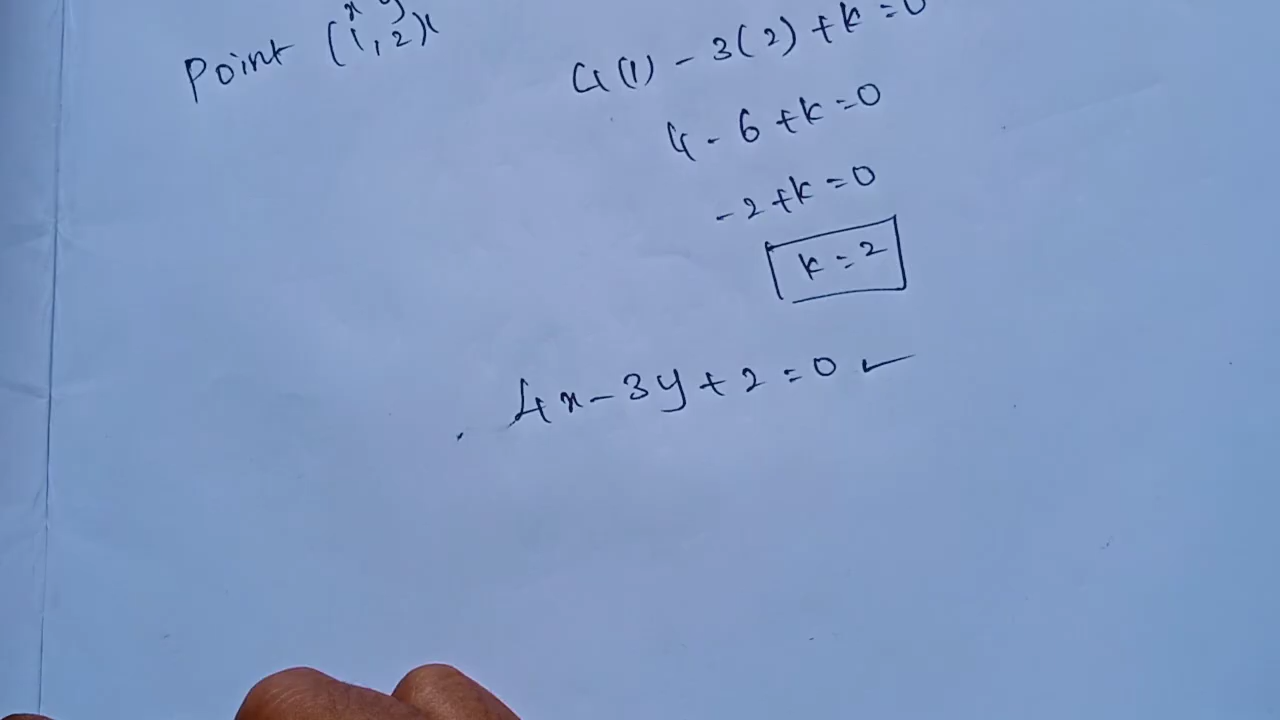 x y
Point (1, 2)
4(1) - 3(2) + k = 0
4 - 6 + k = 0
-2 + k = 0
k = 2
4x - 3y + 2 = 0 ✓